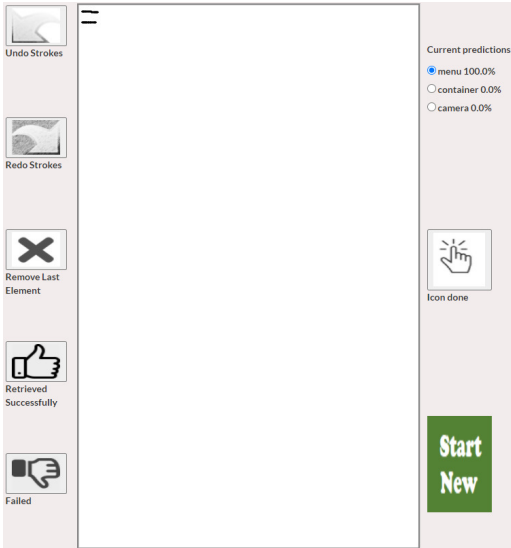 Undo Strokes
Redo Strokes
Remove Last
Element
Retrieved
Successfully
Failed
Current predictions
menu 100.0%
container 0.0%
camera 0.0%
Icon done
Start
New